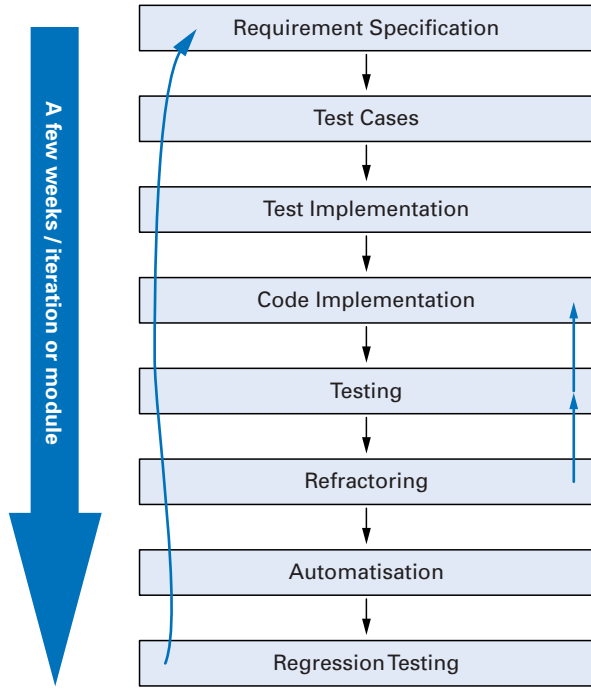 A few weeks / iteration or module
Requirement Specification
Test Cases
Test Implementation
Code Implementation
Testing
Refractoring
Automatisation
Regression Testing